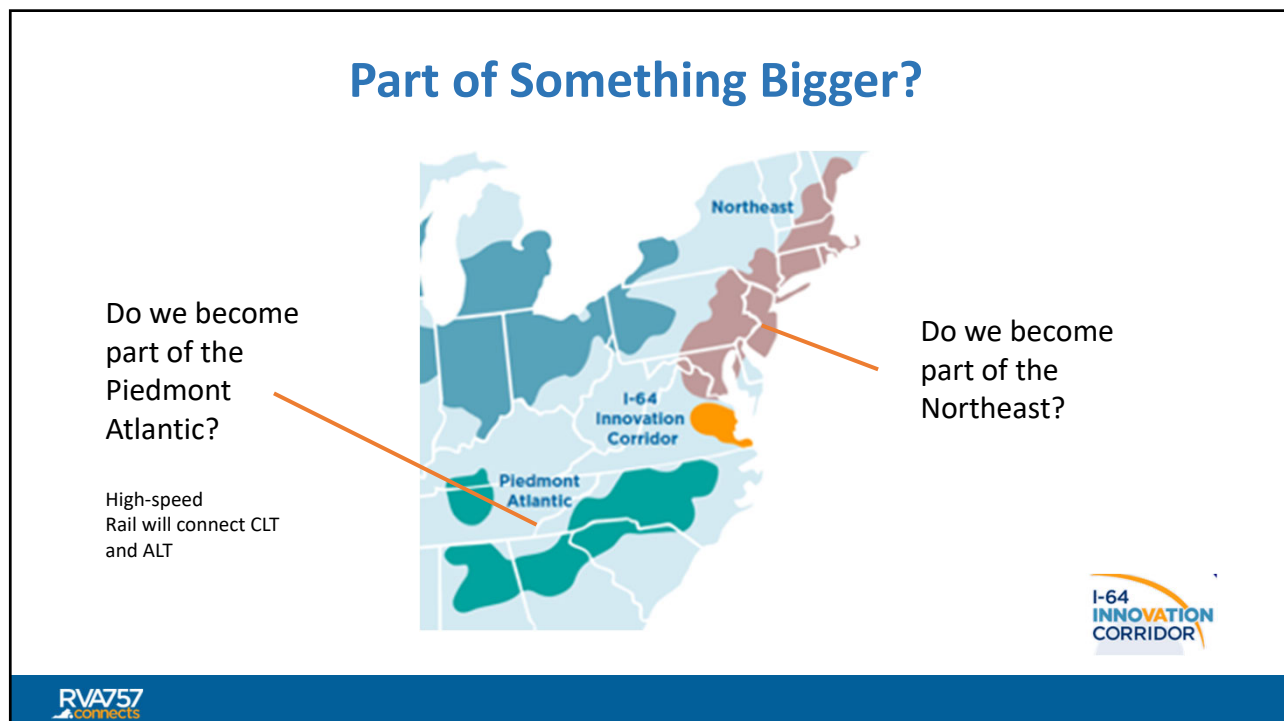 Part of Something Bigger?
Northeast
Do we become
part of the
Piedmont
Atlantic?
Do we become
part of the
Northeast?
I-64
Innovation
Corridor
Piedmont
Atlantic
High-speed
Rail will connect CLT
and ALT
I-64
INNOVATION
CORRIDOR
RVA757
connects